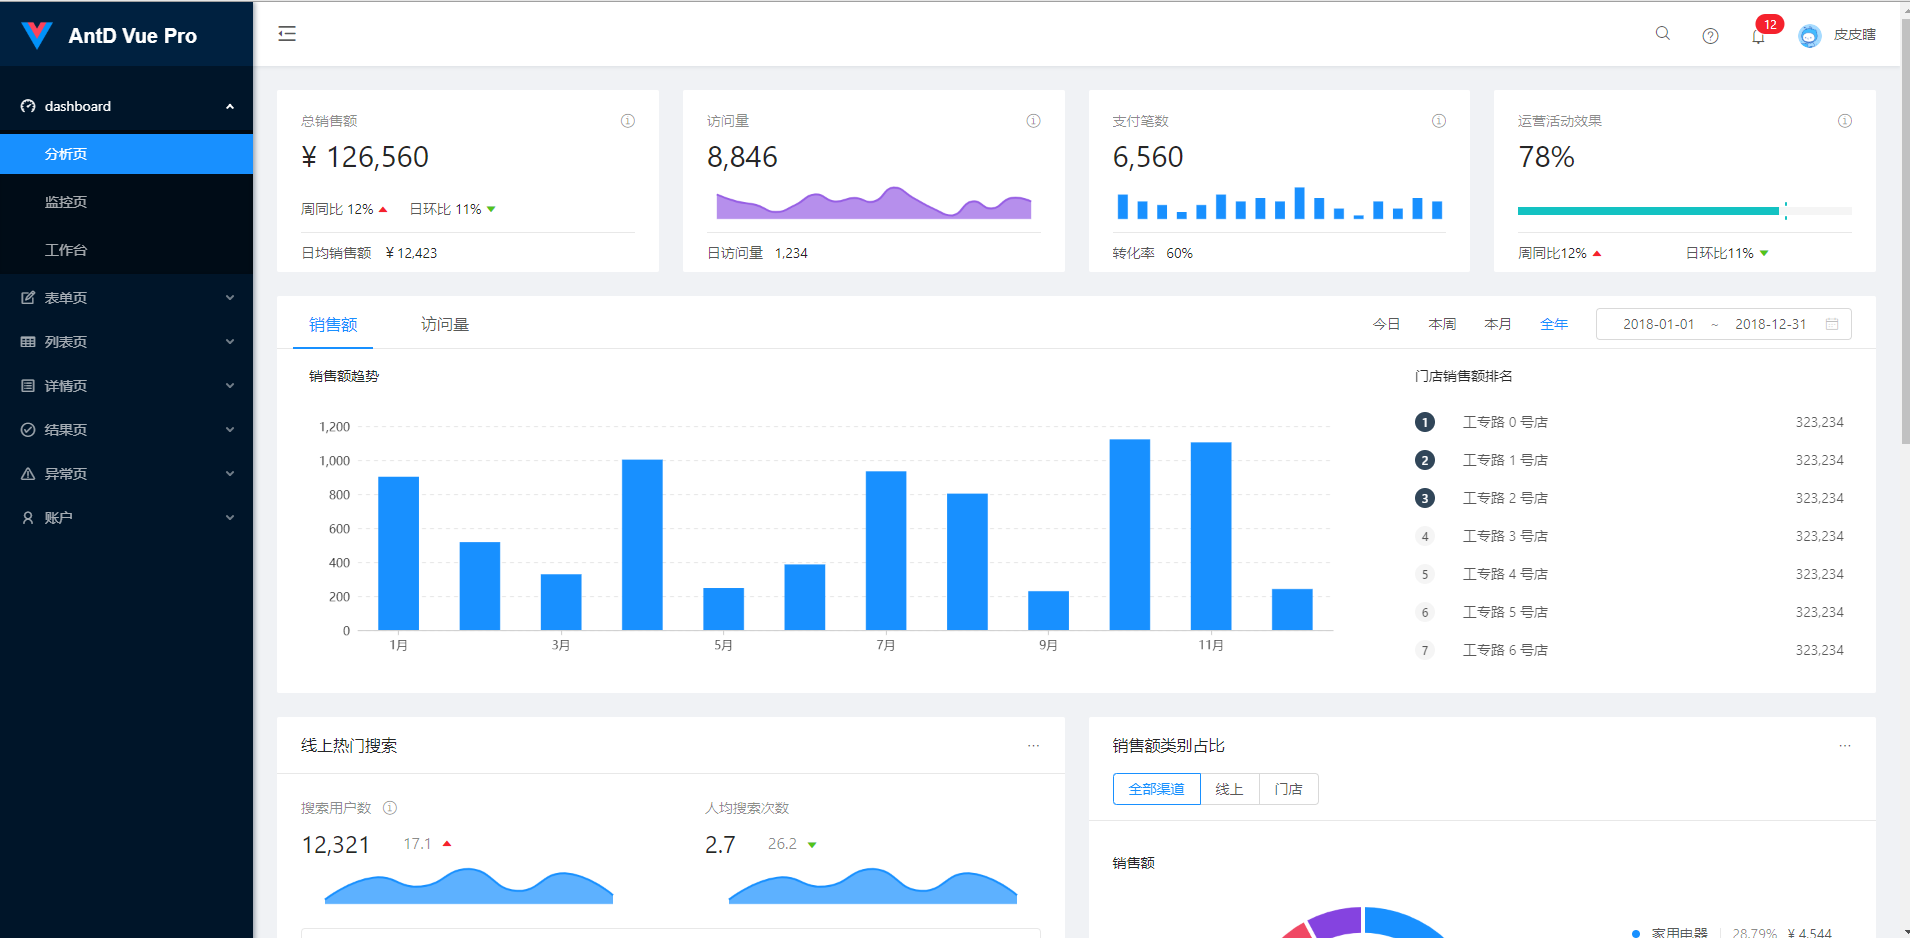 AntD Vue Pro
dashboard
分析页
监控页
工作台
表单页
列表页
详情页
结果页
异常页
账户
12
皮皮瞎
总销售额
¥ 126,560
周同比 12% 日环比 11%
日均销售额 ¥ 12,423
访问量
8,846
日访问量 1,234
支付笔数
6,560
转化率 60%
运营活动效果
78%
周同比12% 日环比11%
销售额 访问量
今日 本周 本月 全年 2018-01-01 ~ 2018-12-31
销售额趋势
1,200
1,000
800
600
400
200
0
1月 3月 5月 7月 9月 11月
门店销售额排名
1 工专路 0 号店 323,234
2 工专路 1 号店 323,234
3 工专路 2 号店 323,234
4 工专路 3 号店 323,234
5 工专路 4 号店 323,234
6 工专路 5 号店 323,234
7 工专路 6 号店 323,234
线上热门搜索 ...
搜索用户数
12,321 17.1
人均搜索次数
2.7 26.2
销售额类别占比 ...
全部渠道 线上 门店
销售额
家用电器 28.79% ¥ 4,544